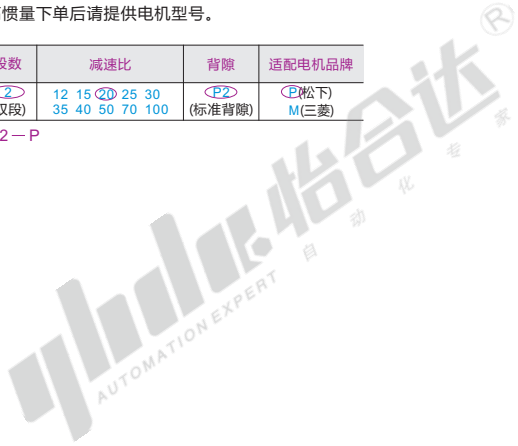 惯量下单后请提供电机型号。
段数 减速比 背隙 适配电机品牌
2 12 15 20 25 30 P2 P(松下)
双段) 35 40 50 70 100 (标准背隙) M(三菱)
2－P
怡合达®
自动化专家
AUTOMATION EXPERT